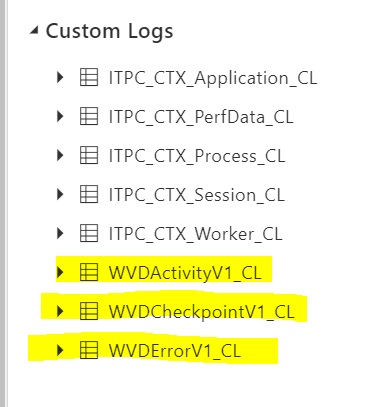 Custom Logs
ITPC_CTX_Application_CL
ITPC_CTX_PerfData_CL
ITPC_CTX_Process_CL
ITPC_CTX_Session_CL
ITPC_CTX_Worker_CL
WVDActivityV1_CL
WVDCheckpointV1_CL
WVDErrorV1_CL